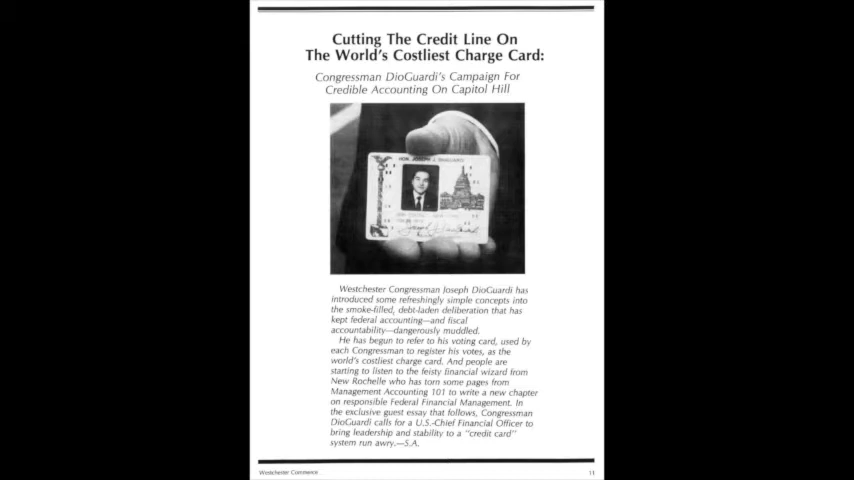 Cutting The Credit Line On
The World's Costliest Charge Card:
Congressman DioGuardi's Campaign For
Credible Accounting On Capitol Hill
HON. JOSEPH J. DIOGUARDI
Westchester Congressman Joseph DioGuardi has
introduced some refreshingly simple concepts into
the smoke-filled, debt-laden deliberation that has
kept federal accounting—and fiscal
accountability—dangerously muddled.
He has begun to refer to his voting card, used by
each Congressman to register his votes, as the
world's costliest charge card. And people are
starting to listen to the feisty financial wizard from
New Rochelle who has torn some pages from
Management Accounting 101 to write a new chapter
on responsible Federal Financial Management. In
the exclusive guest essay that follows, Congressman
DioGuardi calls for a U.S.-Chief Financial Officer to
bring leadership and stability to a "credit card"
system run awry.—S.A.
Westchester Commerce
11